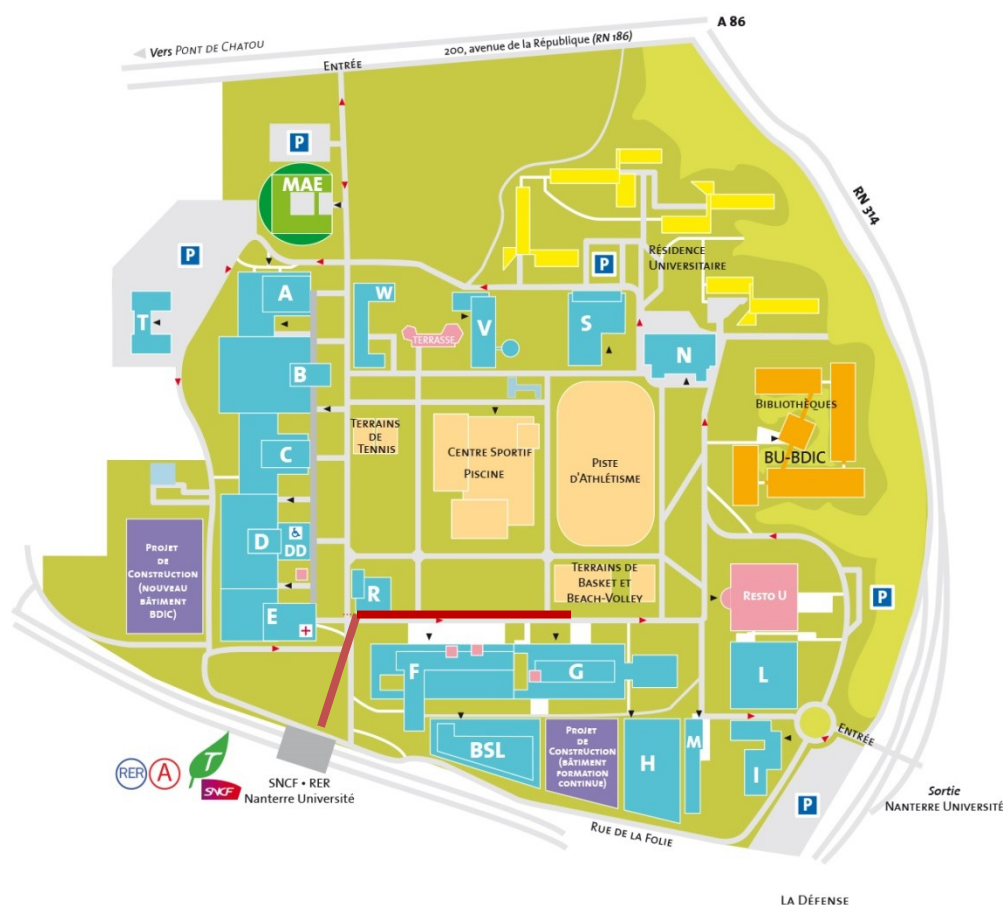 A 86
Vers PONT DE CHATOU
200, avenue de la République (RN 186)
ENTRÉE
P
MAE
RN 314
P
RÉSIDENCE
UNIVERSITAIRE
P
A
W
T
TERRASSE
V
S
N
B
BIBLIOTHÈQUES
BU-BDIC
TERRAINS
DE
TENNIS
CENTRE SPORTIF
PISCINE
PISTE
D'ATHLÉTISME
C
D
DD
PROJET
DE
CONSTRUCTION
(NOUVEAU
BÂTIMENT
BDIC)
R
TERRAINS DE
BASKET ET
BEACH-VOLLEY
RESTO U
P
E
F
G
L
BSL
PROJET
DE
CONSTRUCTION
(BÂTIMENT
FORMATION
CONTINUE)
H
M
I
ENTRÉE
RER
A
T
SNCF
SNCF • RER
Nanterre Université
P
Sortie
NANTERRE UNIVERSITÉ
RUE DE LA FOLIE
LA DÉFENSE